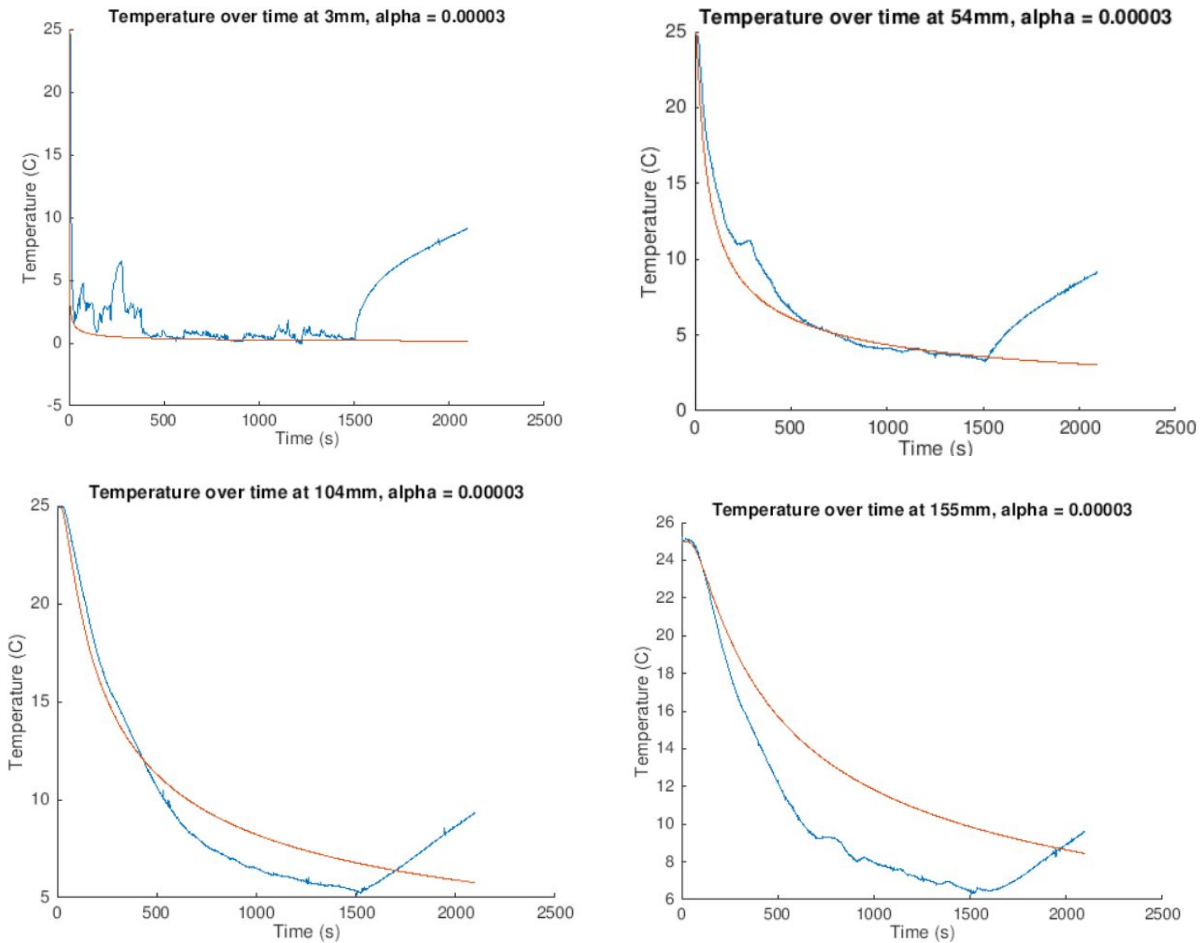 Temperature over time at 3mm, alpha = 0.00003
25
20
15
10
5
0
-5
Temperature (C)
0 500 1000 1500 2000 2500
Time (s)
Temperature over time at 54mm, alpha = 0.00003
25
20
15
10
5
0
Temperature (C)
0 500 1000 1500 2000 2500
Time (s)
Temperature over time at 104mm, alpha = 0.00003
25
20
15
10
5
Temperature (C)
0 500 1000 1500 2000 2500
Time (s)
Temperature over time at 155mm, alpha = 0.00003
26
24
22
20
18
16
14
12
10
8
6
Temperature (C)
0 500 1000 1500 2000 2500
Time (s)